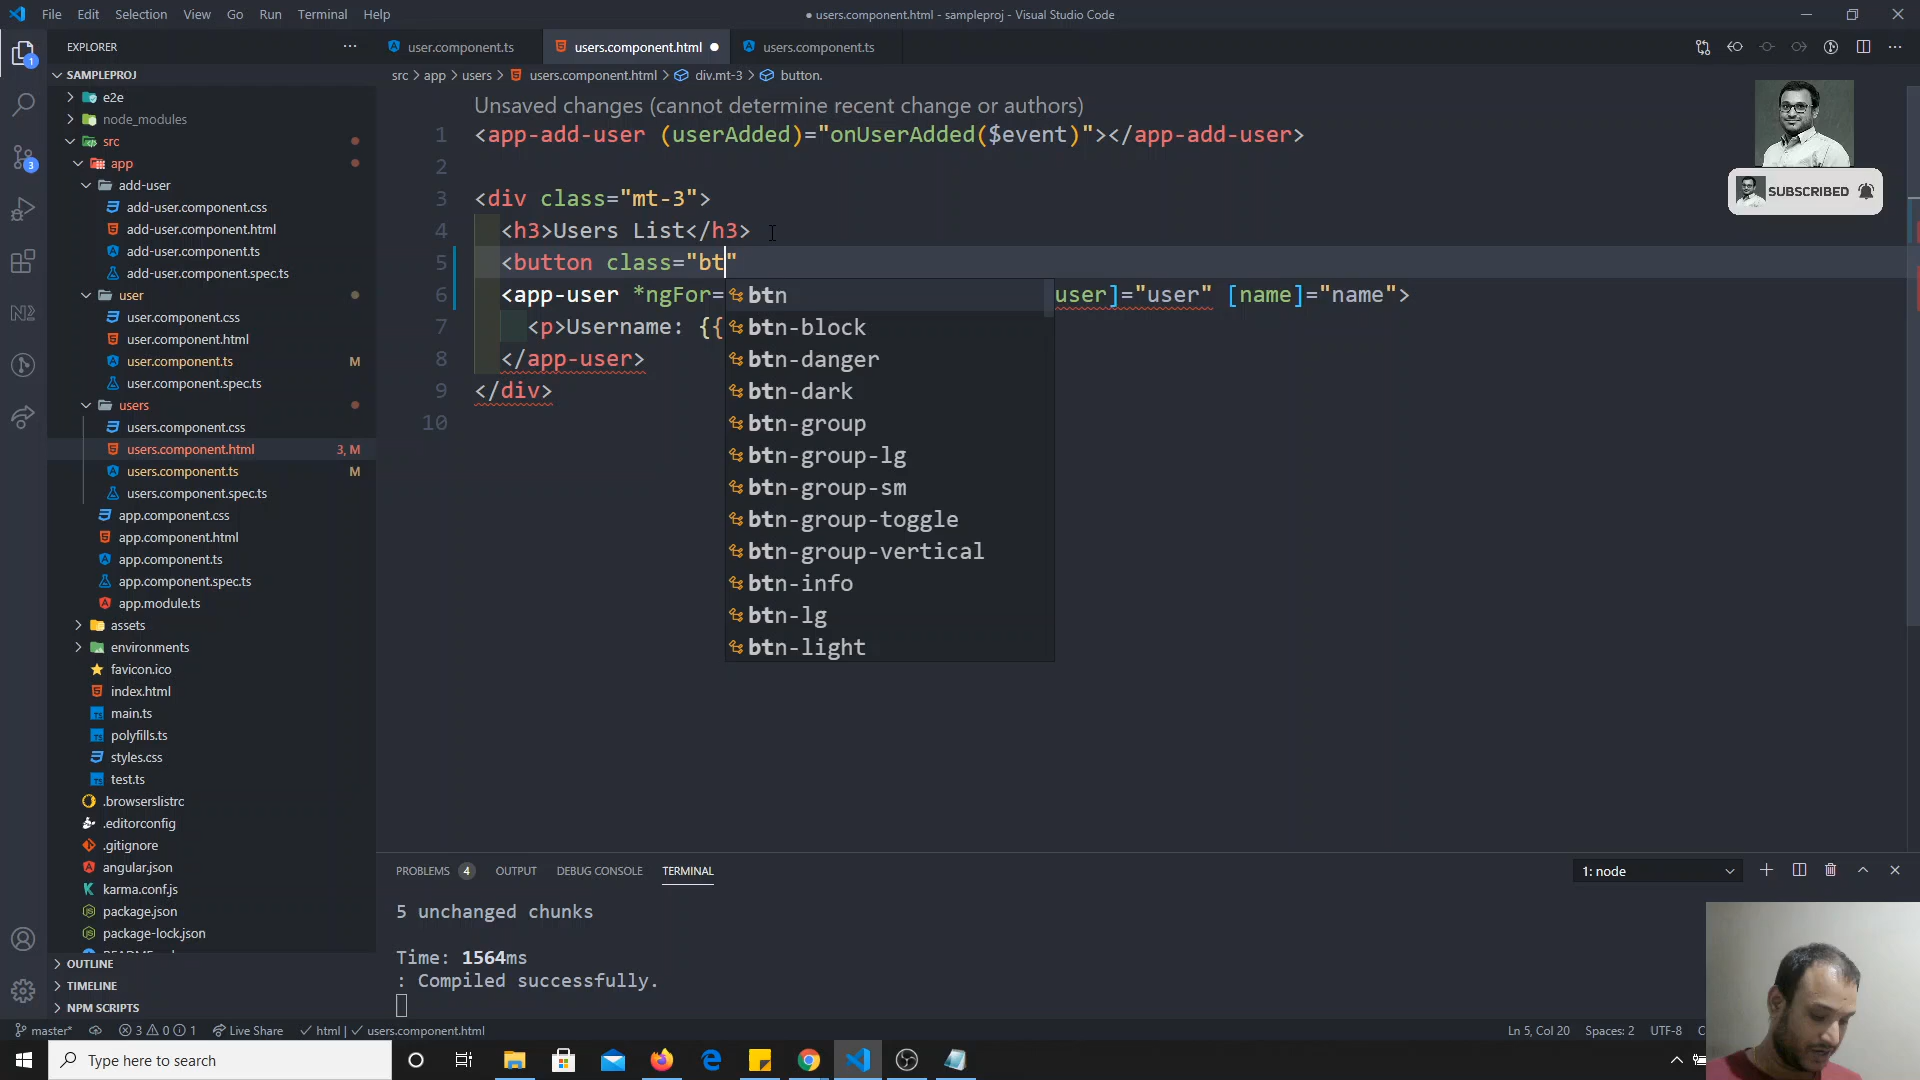 File Edit Selection View Go Run Terminal Help
● users.component.html - sampleproj - Visual Studio Code
EXPLORER
user.component.ts
users.component.html
users.component.ts
SAMPLEPROJ
src > app > users > users.component.html > div.mt-3 > button.
e2e
node_modules
src
app
add-user
add-user.component.css
add-user.component.html
add-user.component.ts
add-user.component.spec.ts
user
user.component.css
user.component.html
user.component.ts M
user.component.spec.ts
users
users.component.css
users.component.html 3, M
users.component.ts M
users.component.spec.ts
app.component.css
app.component.html
app.component.ts
app.component.spec.ts
app.module.ts
assets
environments
favicon.ico
index.html
main.ts
polyfills.ts
styles.css
test.ts
.browserslistrc
.editorconfig
.gitignore
angular.json
karma.conf.js
package.json
package-lock.json
OUTLINE
TIMELINE
NPM SCRIPTS
1
3
Unsaved changes (cannot determine recent change or authors)
1 <app-add-user (userAdded)="onUserAdded($event)"></app-add-user>
2
3 <div class="mt-3">
4 <h3>Users List</h3>
5 <button class="bt"
6 <app-user *ngFor= user]="user" [name]="name">
7 <p>Username: {{
8 </app-user>
9 </div>
10
btn
btn-block
btn-danger
btn-dark
btn-group
btn-group-lg
btn-group-sm
btn-group-toggle
btn-group-vertical
btn-info
btn-lg
btn-light
SUBSCRIBED
PROBLEMS 4 OUTPUT DEBUG CONSOLE TERMINAL
1: node
5 unchanged chunks
Time: 1564ms
: Compiled successfully.
master* 3 0 1 Live Share html | users.component.html
Ln 5, Col 20 Spaces: 2 UTF-8
Type here to search